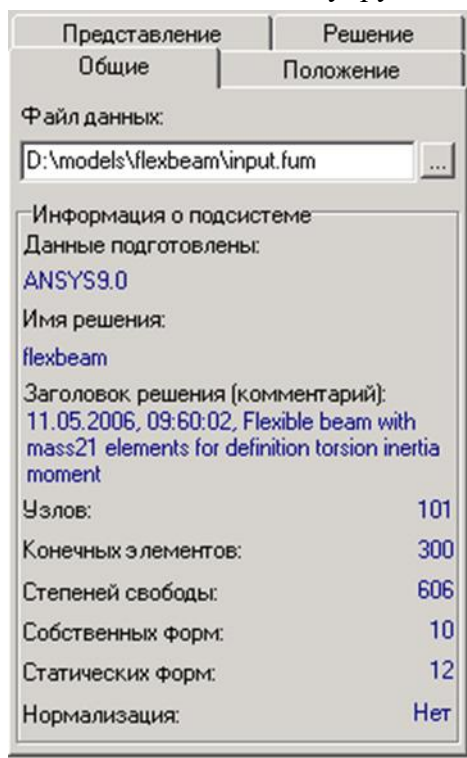 Представление Решение
Общие Положение
Файл данных:
D:\models\flexbeam\input.fum ...
Информация о подсистеме
Данные подготовлены:
ANSYS9.0
Имя решения:
flexbeam
Заголовок решения (комментарий):
11.05.2006, 09:60:02, Flexible beam with
mass21 elements for definition torsion inertia
moment
Узлов: 101
Конечных элементов: 300
Степеней свободы: 606
Собственных форм: 10
Статических форм: 12
Нормализация: Нет